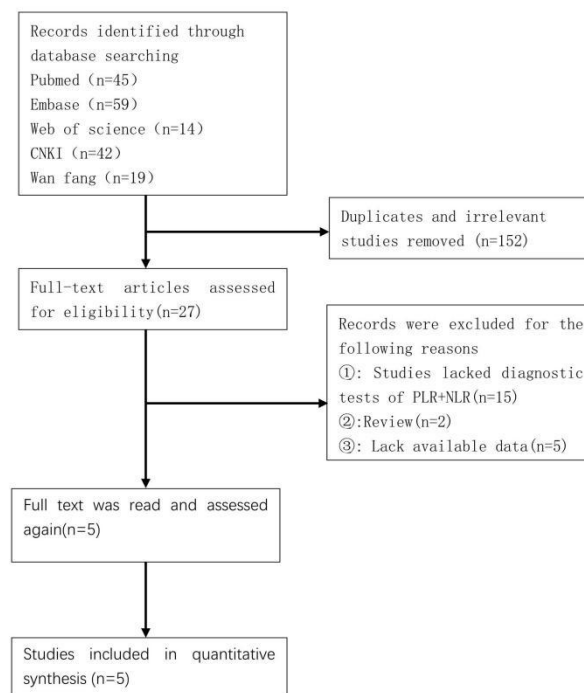 Records identified through
database searching
Pubmed (n=45)
Embase (n=59)
Web of science (n=14)
CNKI (n=42)
Wan fang (n=19)
Duplicates and irrelevant
studies removed (n=152)
Full-text articles assessed
for eligibility(n=27)
Records were excluded for the
following reasons
①: Studies lacked diagnostic
tests of PLR+NLR(n=15)
②:Review(n=2)
③: Lack available data(n=5)
Full text was read and assessed
again(n=5)
Studies included in quantitative
synthesis (n=5)